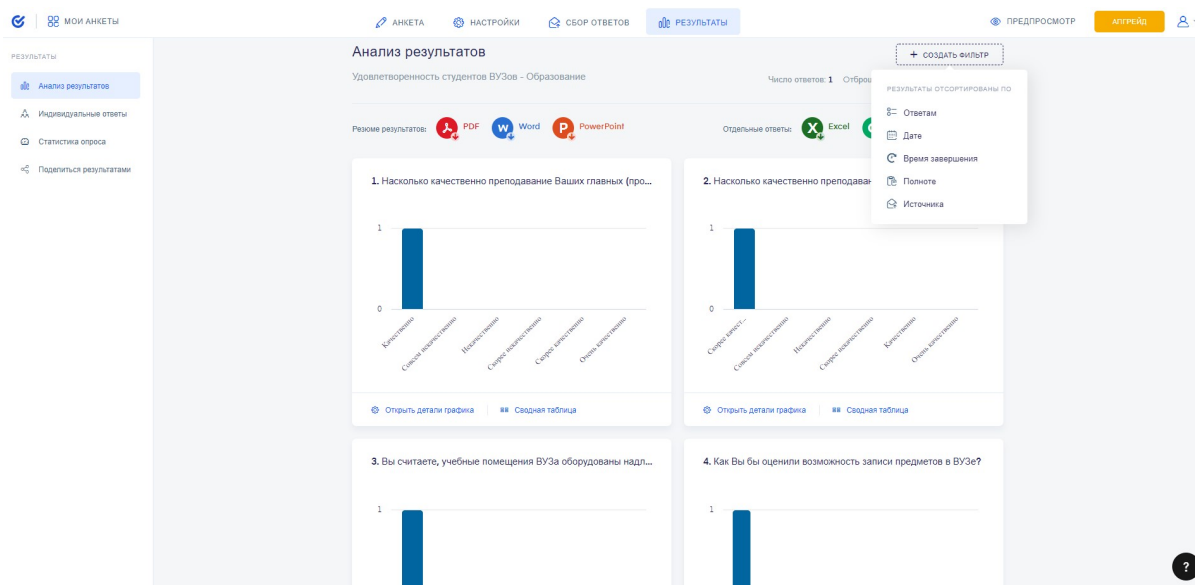 МОИ АНКЕТЫ
АНКЕТА
НАСТРОЙКИ
СБОР ОТВЕТОВ
РЕЗУЛЬТАТЫ
ПРЕДПРОСМОТР
АПГРЕЙД
РЕЗУЛЬТАТЫ
Анализ результатов
Индивидуальные ответы
Статистика опроса
Поделиться результатами
Анализ результатов
+ СОЗДАТЬ ФИЛЬТР
Удовлетворенность студентов ВУЗов - Образование
Число ответов: 1
РЕЗУЛЬТАТЫ ОТСОРТИРОВАНЫ ПО
Ответам
Дате
Время завершения
Полноте
Источника
Резюме результатов:
PDF
W Word
P PowerPoint
Отдельные ответы:
X Excel
1. Насколько качественно преподавание Ваших главных (про...
1
0
Качественно
Совсем некачественно
Некачественно
Скорее некачественно
Скорее качественно
Очень качественно
Открыть детали графика
Сводная таблица
2. Насколько качественно преподаван
1
0
Скорее качест...
Совсем некачественно
Некачественно
Скорее некачественно
Качественно
Очень качественно
Открыть детали графика
Сводная таблица
3. Вы считаете, учебные помещения ВУЗа оборудованы надл...
1
4. Как Вы бы оценили возможность записи предметов в ВУЗе?
1
?